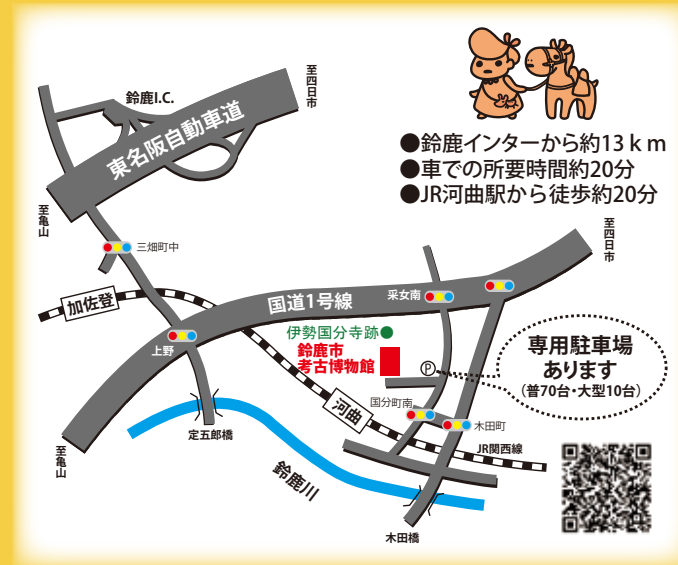 鈴鹿I.C.
至四日市
東名阪自動車道
●鈴鹿インターから約13ｋｍ
●車での所要時間約20分
●JR河曲駅から徒歩約20分
至亀山
三畑町中
至四日市
加佐登
国道1号線
采女南
上野
伊勢国分寺跡●
鈴鹿市
考古博物館
P
専用駐車場
あります
（普70台・大型10台）
国分町南
河曲
木田町
定五郎橋
JR関西線
至亀山
鈴鹿川
木田橋